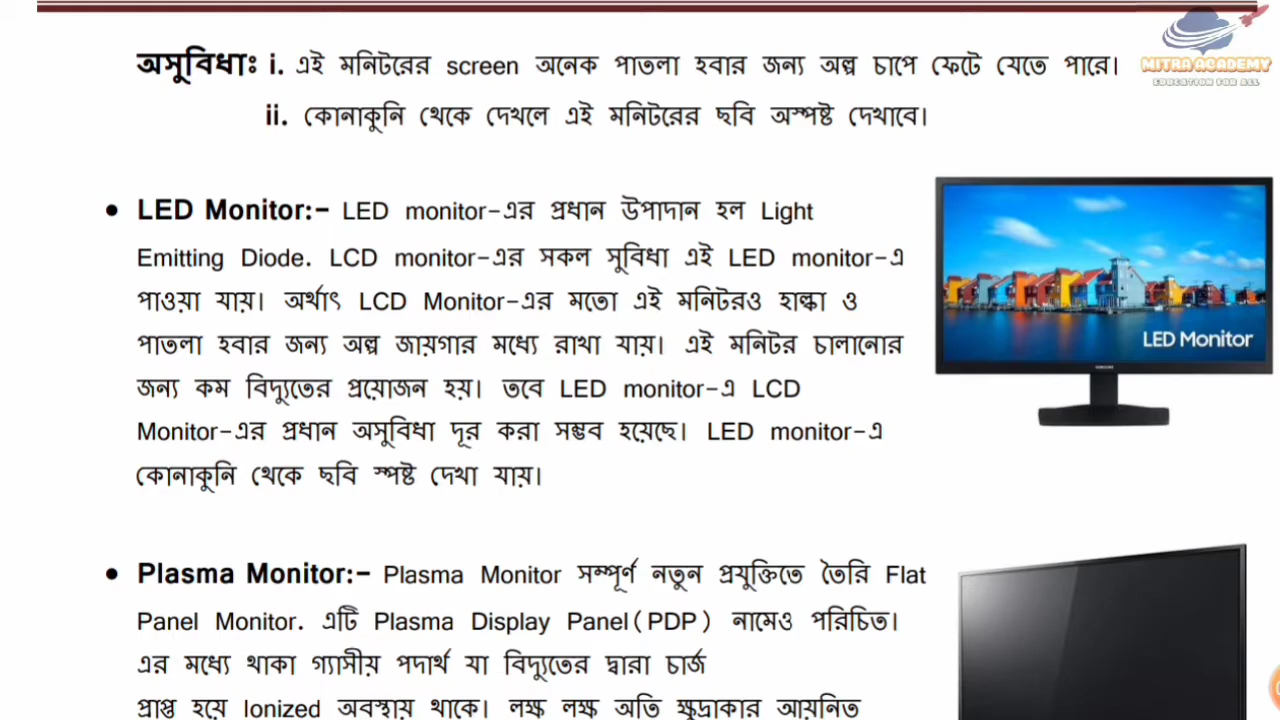 MITRA ACADEMY
EDUCATION FOR ALL
অসুবিধাঃ i. এই মনিটরের screen অনেক পাতলা হবার জন্য অল্প চাপে ফেটে যেতে পারে।
ii. কোনাকুনি থেকে দেখলে এই মনিটরের ছবি অস্পষ্ট দেখাবে।
• LED Monitor:- LED monitor-এর প্রধান উপাদান হল Light
Emitting Diode. LCD monitor-এর সকল সুবিধা এই LED monitor-এ
পাওয়া যায়। অর্থাৎ LCD Monitor-এর মতো এই মনিটরও হাল্কা ও
পাতলা হবার জন্য অল্প জায়গার মধ্যে রাখা যায়। এই মনিটর চালানোর
জন্য কম বিদ্যুতের প্রয়োজন হয়। তবে LED monitor-এ LCD
Monitor-এর প্রধান অসুবিধা দূর করা সম্ভব হয়েছে। LED monitor-এ
কোনাকুনি থেকে ছবি স্পষ্ট দেখা যায়।
LED Monitor
SAMSUNG
• Plasma Monitor:- Plasma Monitor সম্পূর্ণ নতুন প্রযুক্তিতে তৈরি Flat
Panel Monitor. এটি Plasma Display Panel(PDP) নামেও পরিচিত।
এর মধ্যে থাকা গ্যাসীয় পদার্থ যা বিদ্যুতের দ্বারা চার্জ
প্রাপ্ত হয়ে Ionized অবস্থায় থাকে। লক্ষ লক্ষ অতি ক্ষুদ্রাকার আয়নিত